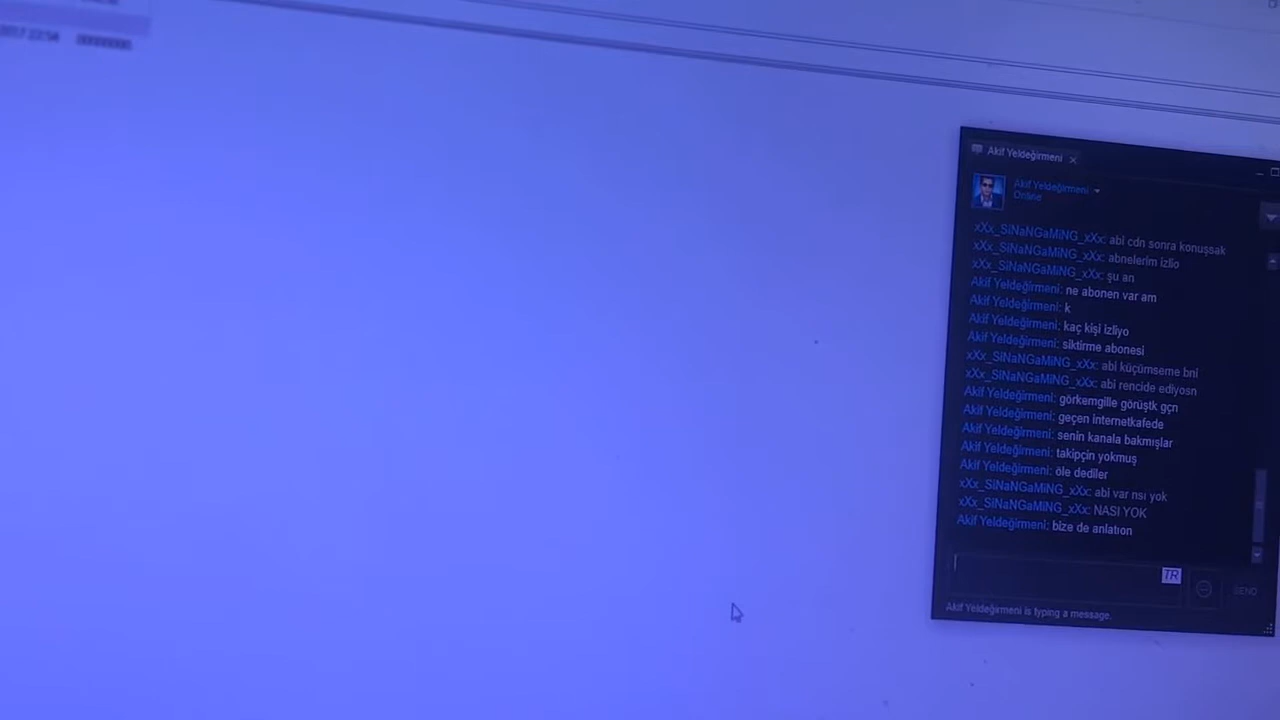 2017 22:54
Akif Yeldeğirmeni
Akif Yeldeğirmeni
Online
xXx_SiNaNGaMiNG_xXx: abi cdn sonra konuşsak
xXx_SiNaNGaMiNG_xXx: abnelerim izlio
xXx_SiNaNGaMiNG_xXx: şu an
Akif Yeldeğirmeni: ne abonen var am
Akif Yeldeğirmeni: k
Akif Yeldeğirmeni: kaç kişi izliyo
Akif Yeldeğirmeni: siktirme abonesi
xXx_SiNaNGaMiNG_xXx: abi küçümseme bni
xXx_SiNaNGaMiNG_xXx: abi rencide ediyosn
Akif Yeldeğirmeni: görkemgille görüştk gçn
Akif Yeldeğirmeni: geçen internetkafede
Akif Yeldeğirmeni: senin kanala bakmışlar
Akif Yeldeğirmeni: takipçin yokmuş
Akif Yeldeğirmeni: öle dediler
xXx_SiNaNGaMiNG_xXx: abi var nsı yok
xXx_SiNaNGaMiNG_xXx: NASI YOK
Akif Yeldeğirmeni: bize de anlatıon
TR
SEND
Akif Yeldeğirmeni is typing a message.